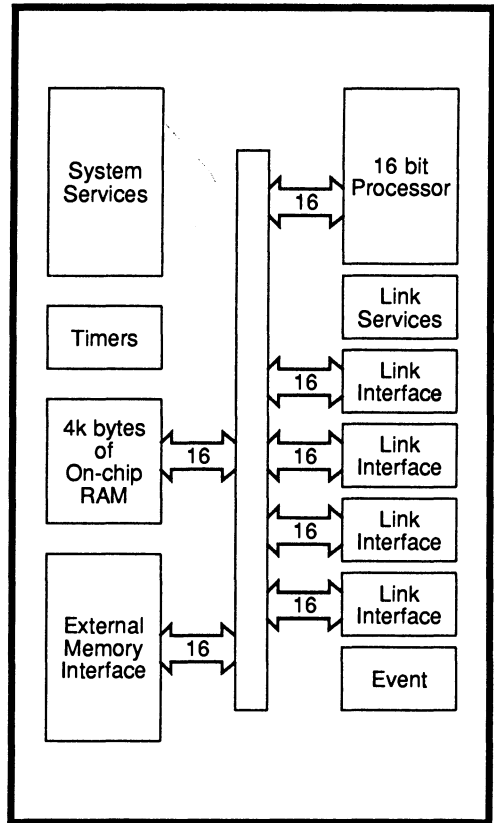 System
Services
Timers
4k bytes
of
On-chip
RAM
16
External
Memory
Interface
16
16 bit
Processor
16
Link
Services
Link
Interface
16
Link
Interface
16
Link
Interface
16
Link
Interface
16
Event